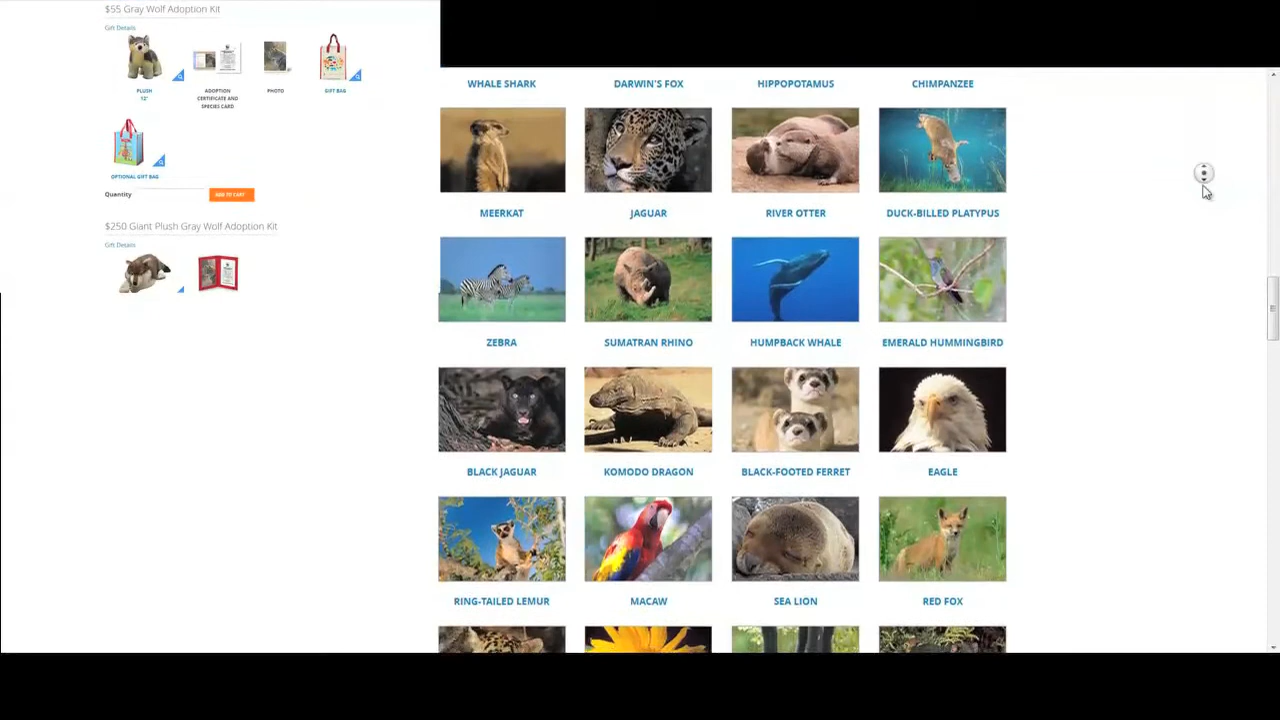 $55 Gray Wolf Adoption Kit
Gift Details
PLUSH
12"
ADOPTION
CERTIFICATE AND
SPECIES CARD
PHOTO
GIFT BAG
OPTIONAL GIFT BAG
Quantity
ADD TO CART
$250 Giant Plush Gray Wolf Adoption Kit
Gift Details
WHALE SHARK
DARWIN'S FOX
HIPPOPOTAMUS
CHIMPANZEE
MEERKAT
JAGUAR
RIVER OTTER
DUCK-BILLED PLATYPUS
ZEBRA
SUMATRAN RHINO
HUMPBACK WHALE
EMERALD HUMMINGBIRD
BLACK JAGUAR
KOMODO DRAGON
BLACK-FOOTED FERRET
EAGLE
RING-TAILED LEMUR
MACAW
SEA LION
RED FOX